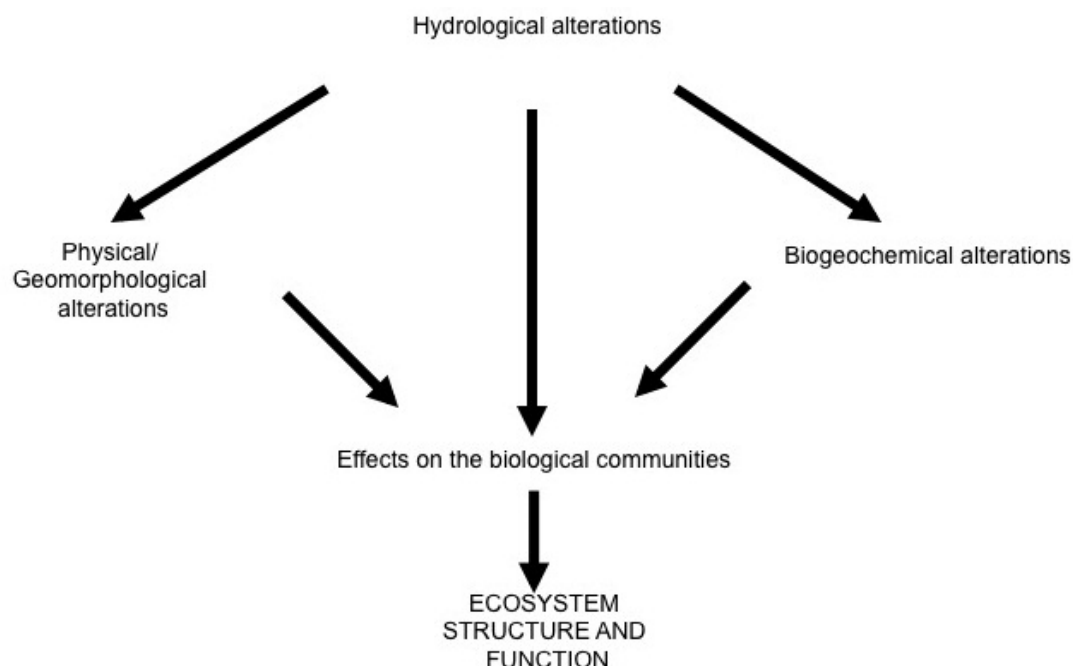 Hydrological alterations
Physical/
Geomorphological
alterations
Biogeochemical alterations
Effects on the biological communities
ECOSYSTEM
STRUCTURE AND
FUNCTION